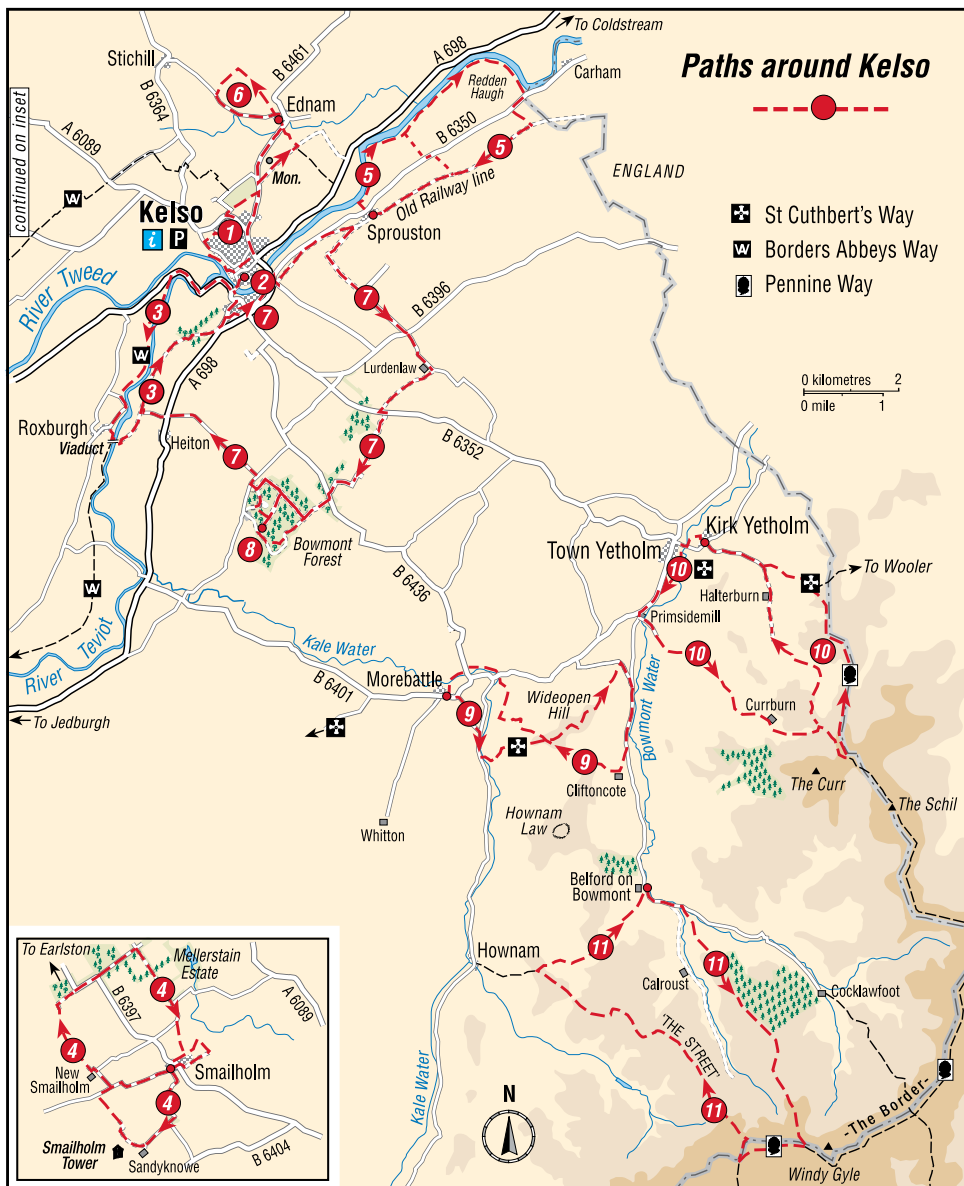 To Coldstream
Stichill
B 6461
A 698
Carham
Paths around Kelso
Redden
Haugh
6
Ednam
B 6364
B 6350
A 6089
continued on inset
Mon.
5
5
ENGLAND
W
Old Railway line
Kelso
i P
1
Sprouston
St Cuthbert's Way
W Borders Abbeys Way
Pennine Way
River Tweed
2
3
7
7
B 6396
W
A 698
Lurdenlaw
0 kilometres 2
0 mile 1
3
Roxburgh
Viaduct
Heiton
7
7
B 6352
8
Bowmont
Forest
Kirk Yetholm
Town Yetholm
To Wooler
10
B 6436
Halterburn
W
Primsidemill
River Teviot
Kale Water
10
10
B 6401
Morebattle
Wideopen
Hill
Bowmont Water
Currburn
To Jedburgh
9
9
Cliftoncote
The Curr
The Schil
Whitton
Hownam
Law
Belford on
Bowmont
Hownam
11
11
Calroust
Cocklawfoot
'THE STREET'
Kale Water
N
11
-The Border-
Windy Gyle
To Earlston
Mellerstain
Estate
4
B 6397
A 6089
4
New
Smailholm
Smailholm
4
Smailholm
Tower
Sandyknowe
B 6404